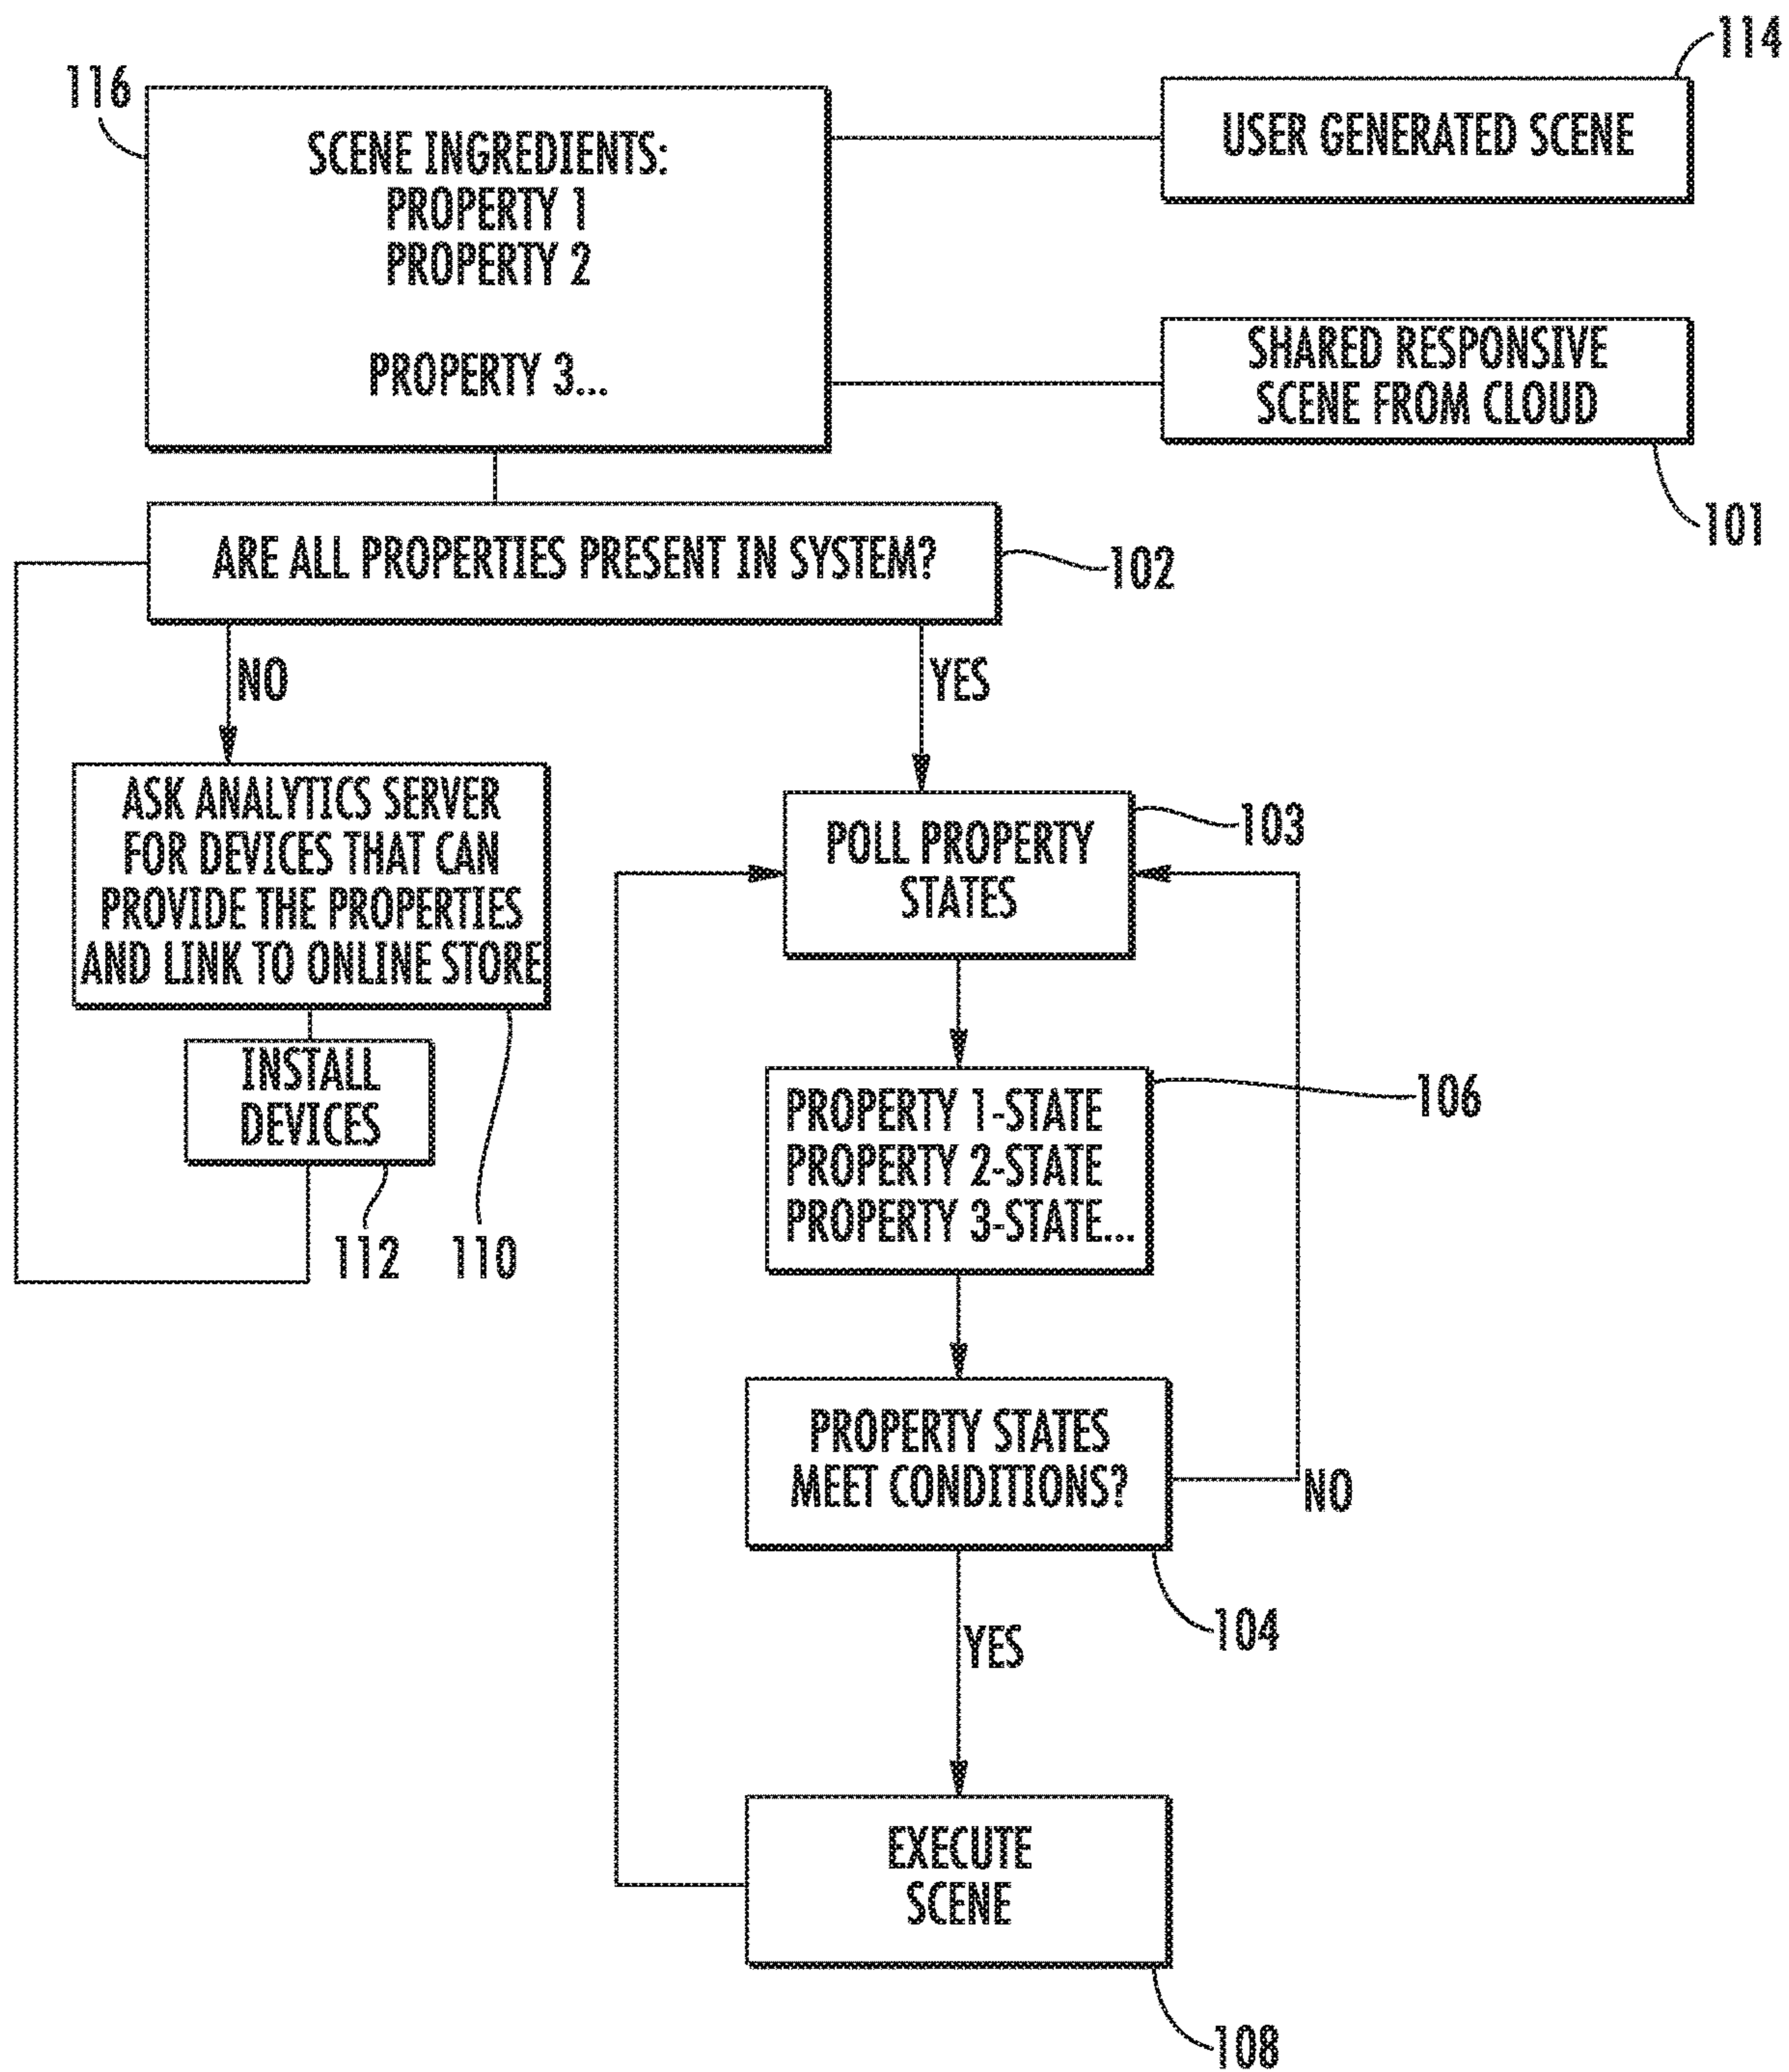 114
116
SCENE INGREDIENTS:
PROPERTY 1
PROPERTY 2
PROPERTY 3...
USER GENERATED SCENE
SHARED RESPONSIVE
SCENE FROM CLOUD
101
ARE ALL PROPERTIES PRESENT IN SYSTEM?
102
NO
YES
ASK ANALYTICS SERVER
FOR DEVICES THAT CAN
PROVIDE THE PROPERTIES
AND LINK TO ONLINE STORE
INSTALL
DEVICES
112
110
POLL PROPERTY
STATES
103
PROPERTY 1-STATE
PROPERTY 2-STATE
PROPERTY 3-STATE...
106
PROPERTY STATES
MEET CONDITIONS?
NO
104
YES
EXECUTE
SCENE
108